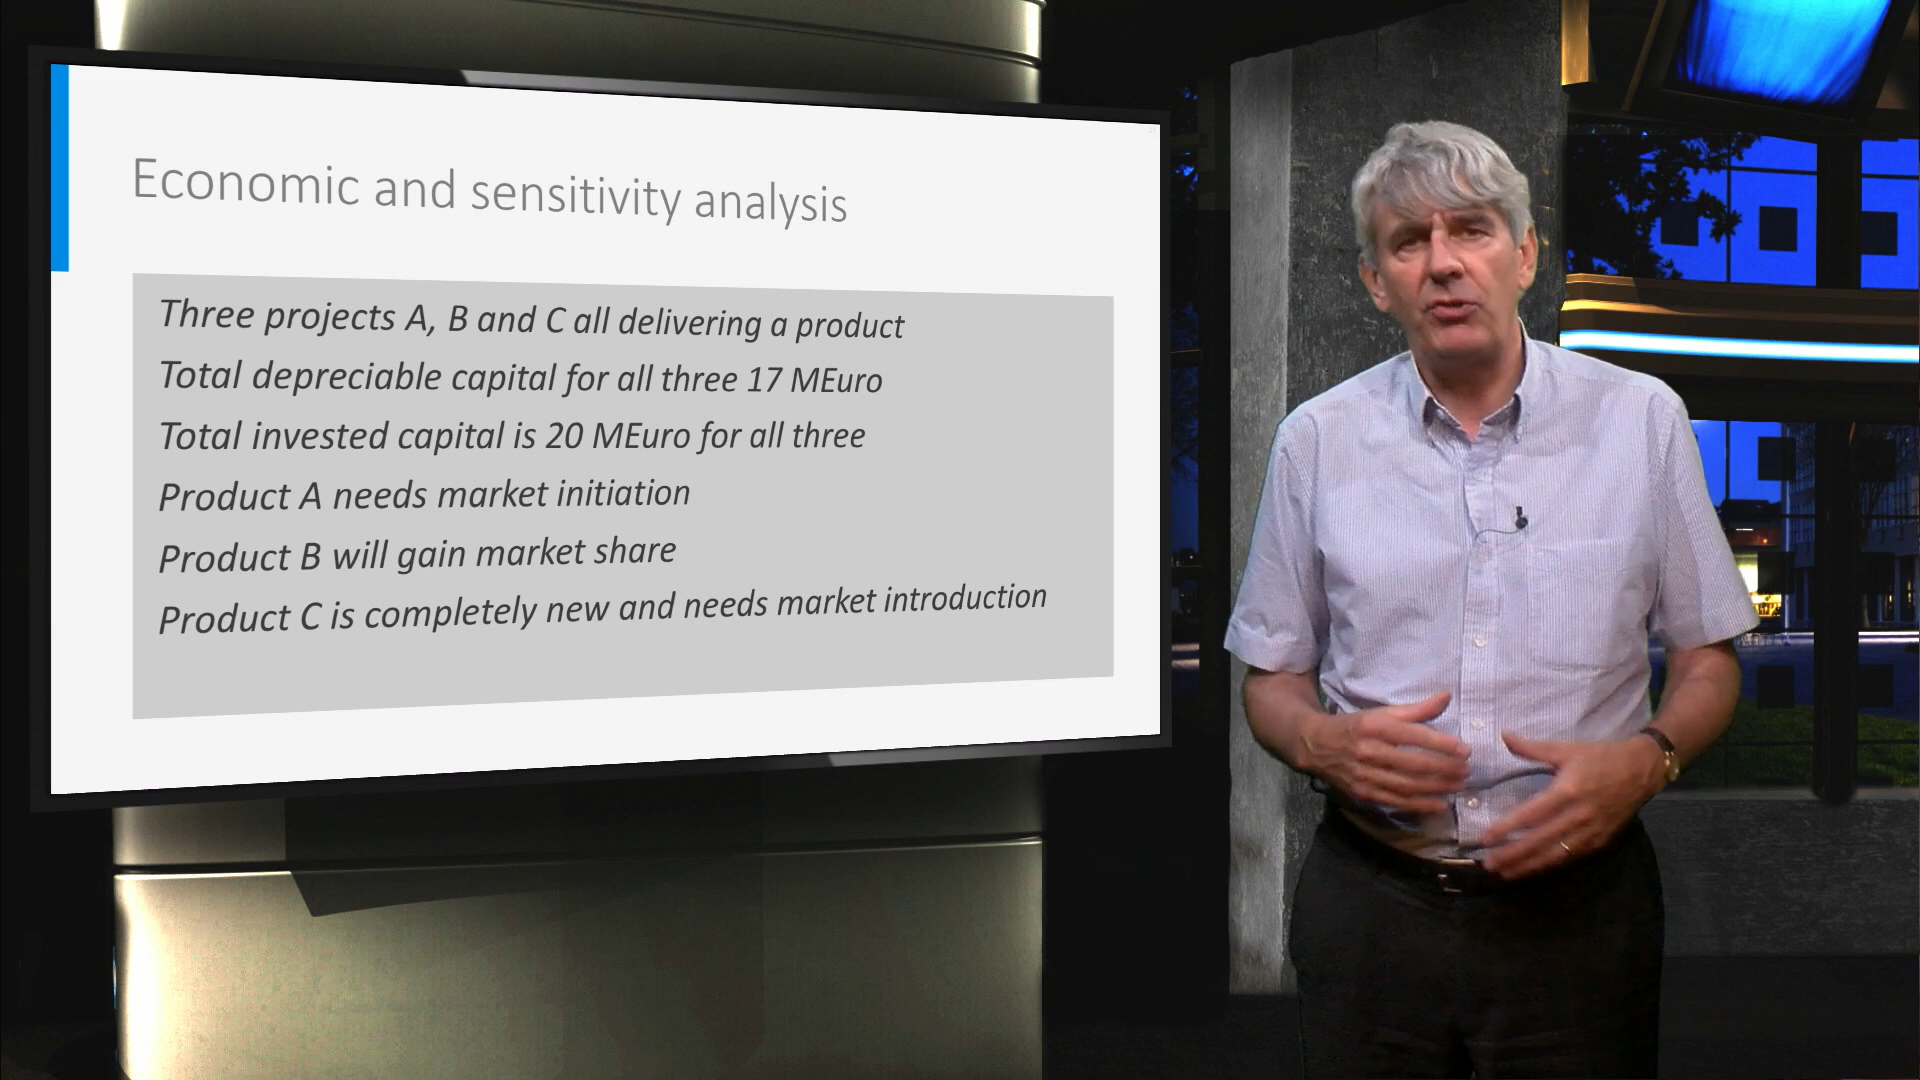 Economic and sensitivity analysis
Three projects A, B and C all delivering a product
Total depreciable capital for all three 17 MEuro
Total invested capital is 20 MEuro for all three
Product A needs market initiation
Product B will gain market share
Product C is completely new and needs market introduction